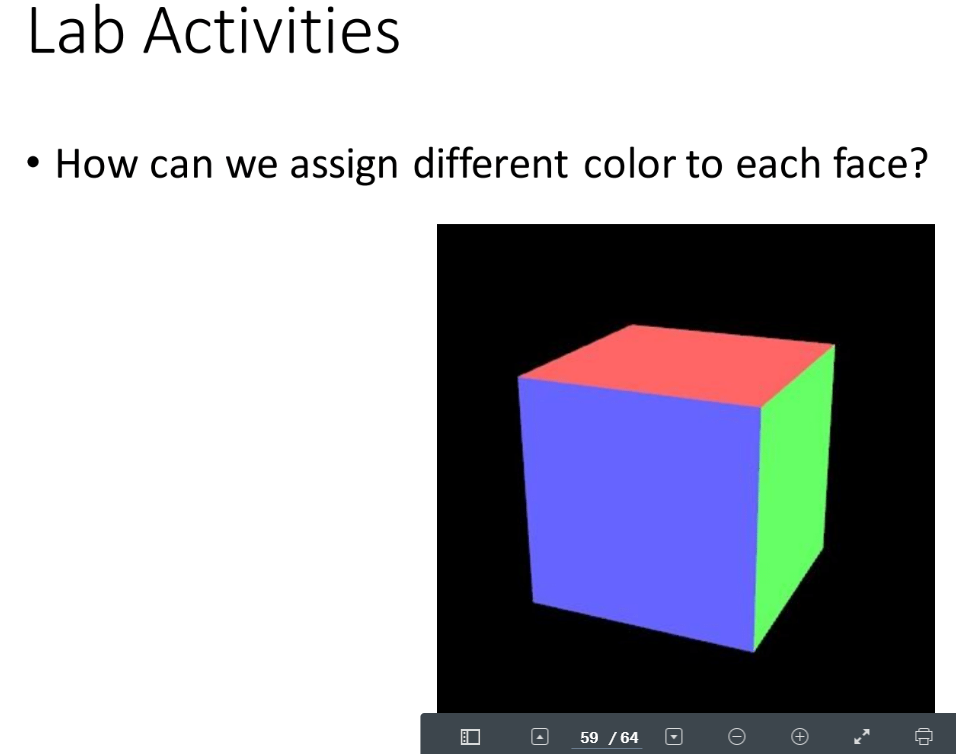 Lab Activities
• How can we assign different color to each face?
59 / 64